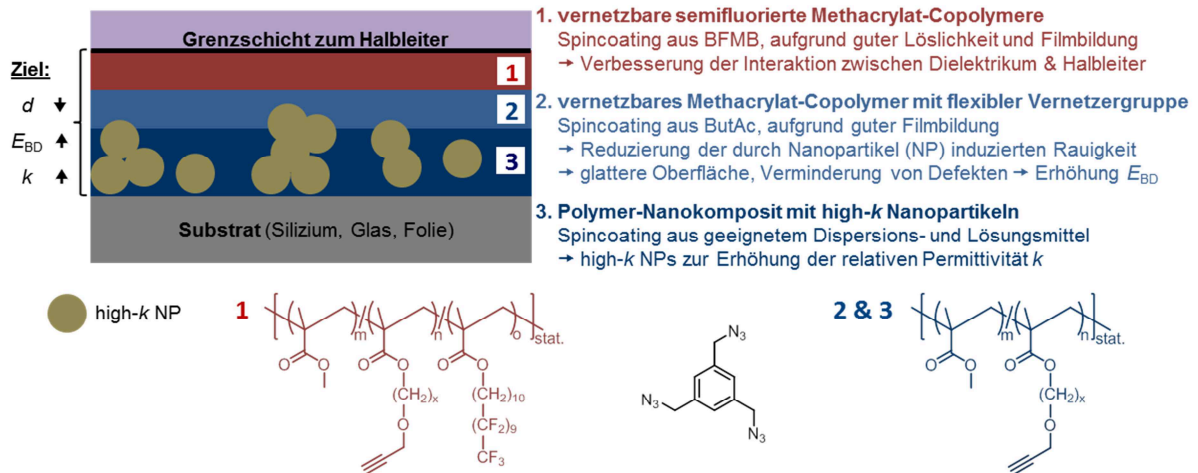 Grenzschicht zum Halbleiter
Ziel:
d ↓
E_BD ↑
k ↑
1
2
3
Substrat (Silizium, Glas, Folie)
1. vernetzbare semifluorierte Methacrylat-Copolymere
Spincoating aus BFMB, aufgrund guter Löslichkeit und Filmbildung
→ Verbesserung der Interaktion zwischen Dielektrikum & Halbleiter
2. vernetzbares Methacrylat-Copolymer mit flexibler Vernetzergruppe
Spincoating aus ButAc, aufgrund guter Filmbildung
→ Reduzierung der durch Nanopartikel (NP) induzierten Rauigkeit
→ glattere Oberfläche, Verminderung von Defekten → Erhöhung E_BD
3. Polymer-Nanokomposit mit high-k Nanopartikeln
Spincoating aus geeignetem Dispersions- und Lösungsmittel
→ high-k NPs zur Erhöhung der relativen Permittivität k
high-k NP
1
m
n
o
stat.
O
O
O
O
O
O
(CH₂)ₓ
O
(CH₂)₁₀
(CF₂)₉
CF₃
N₃
N₃
N₃
2 & 3
m
n
stat.
O
O
O
O
(CH₂)ₓ
O